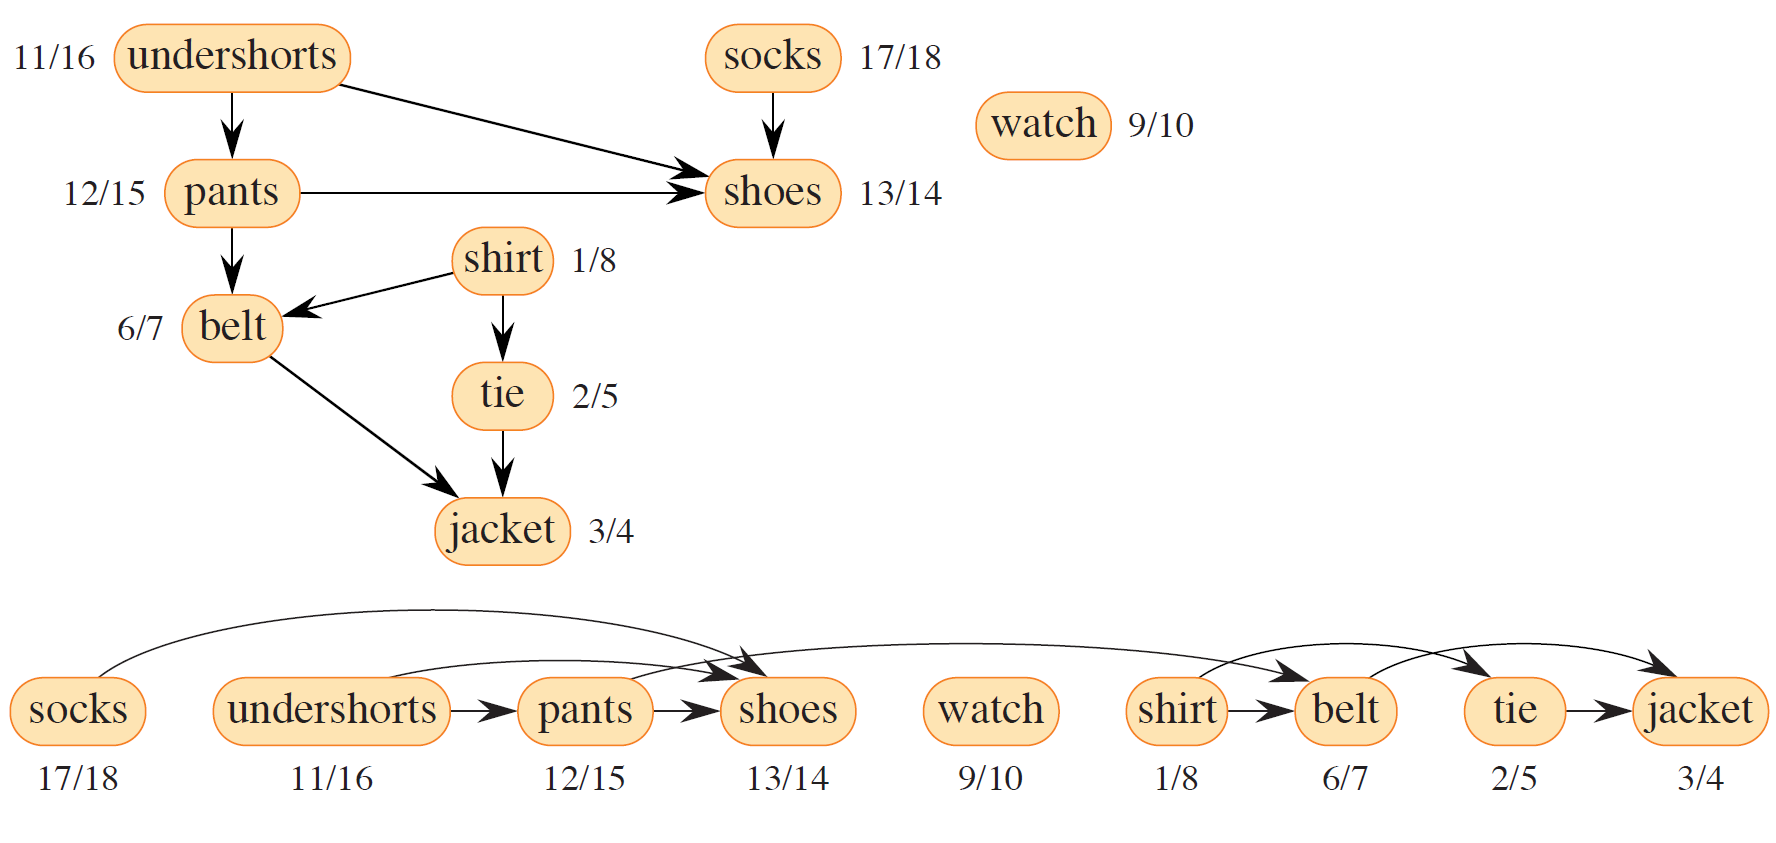 11/16 undershorts socks 17/18
watch 9/10
12/15 pants shoes 13/14
shirt 1/8
6/7 belt
tie 2/5
jacket 3/4
socks undershorts pants shoes watch shirt belt tie jacket
17/18 11/16 12/15 13/14 9/10 1/8 6/7 2/5 3/4